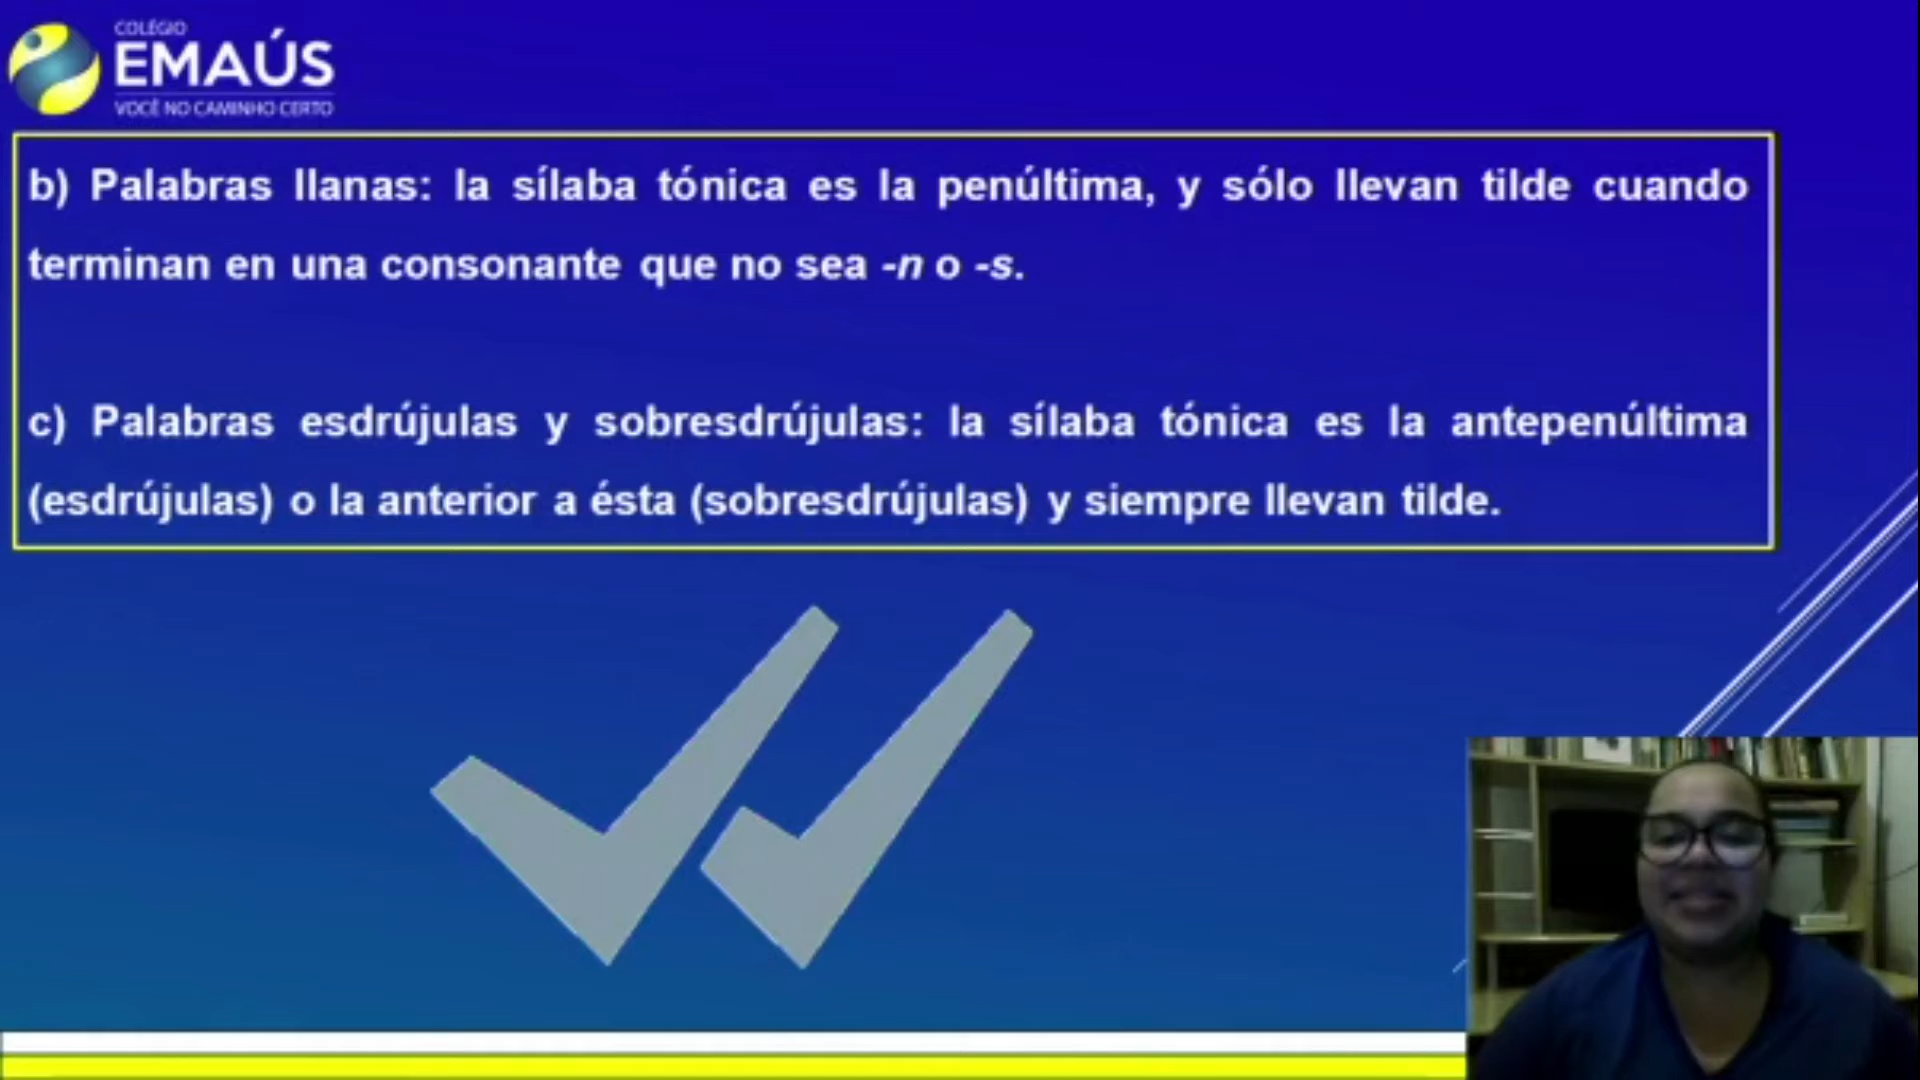 COLÉGIO
EMAÚS
VOCÊ NO CAMINHO CERTO
b) Palabras llanas: la sílaba tónica es la penúltima, y sólo llevan tilde cuando
terminan en una consonante que no sea -n o -s.
c) Palabras esdrújulas y sobresdrújulas: la sílaba tónica es la antepenúltima
(esdrújulas) o la anterior a ésta (sobresdrújulas) y siempre llevan tilde.